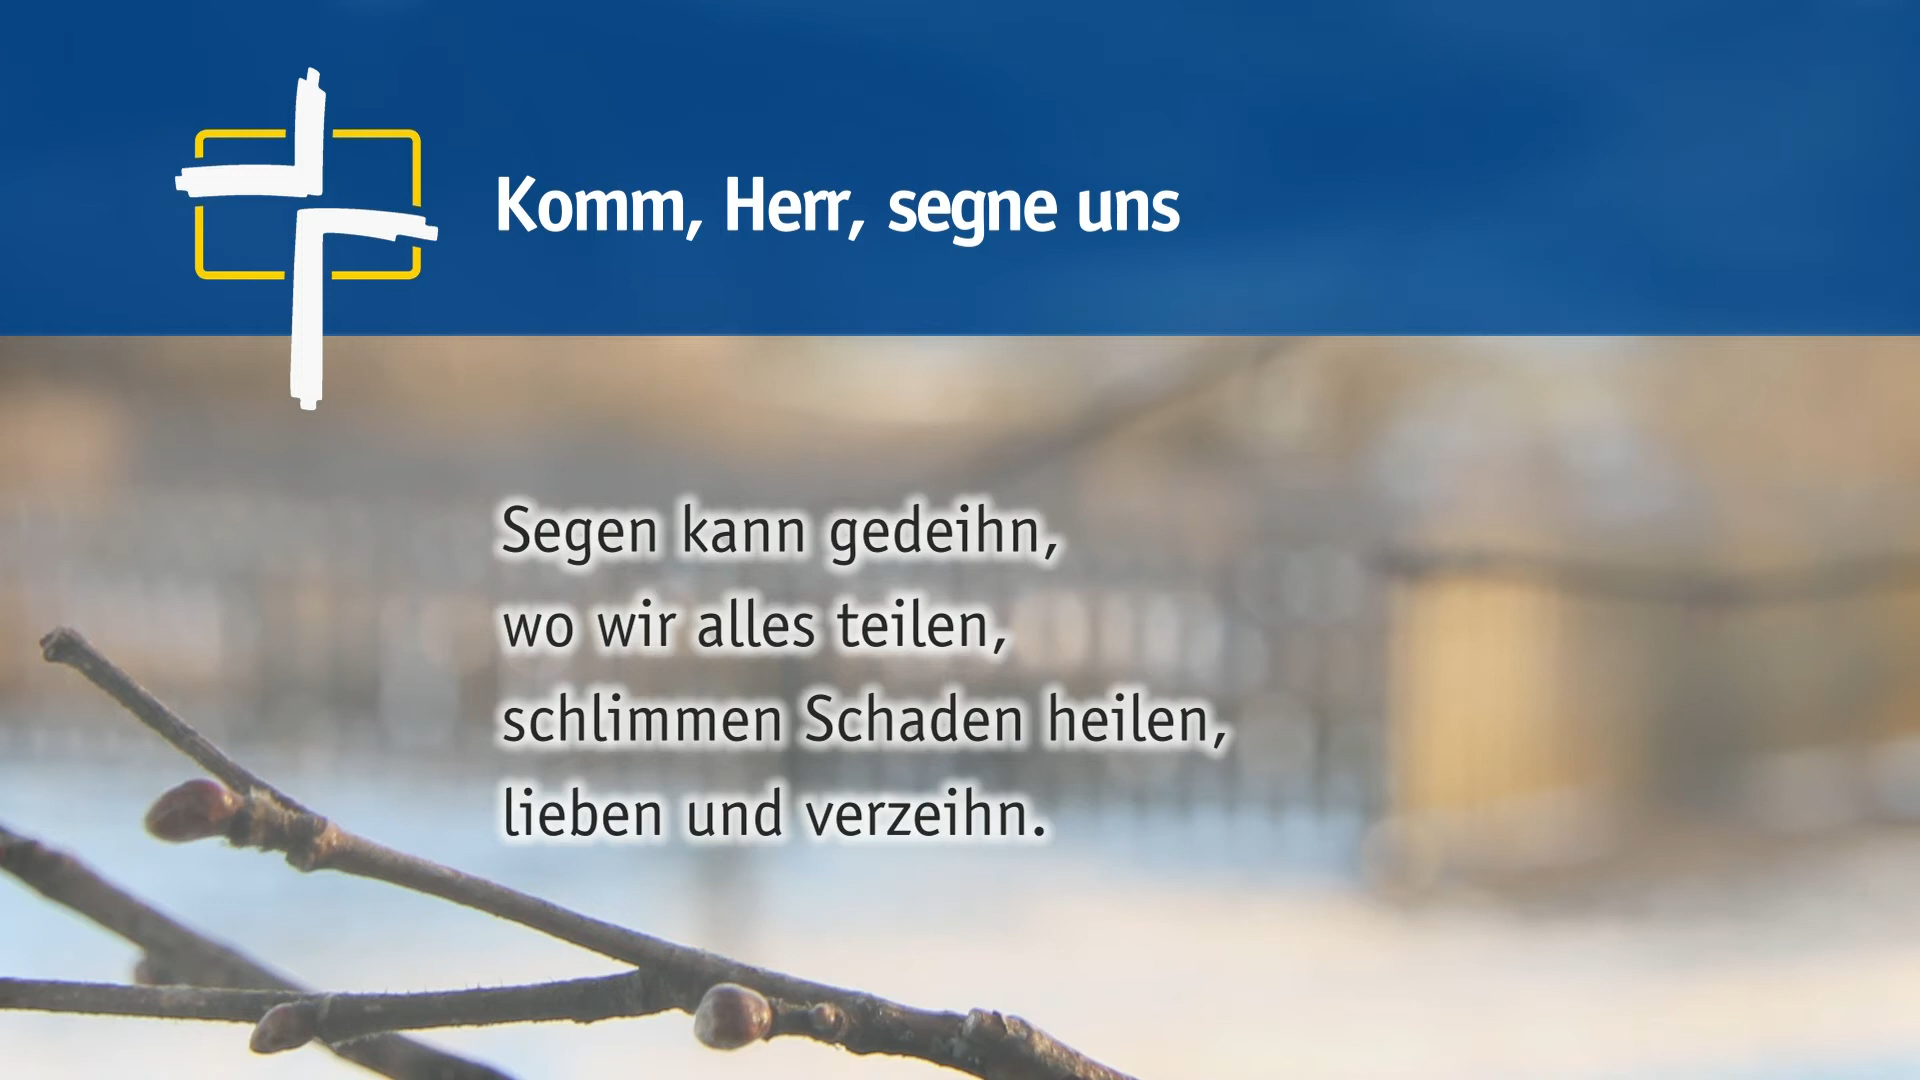 Komm, Herr, segne uns
Segen kann gedeihn,
wo wir alles teilen,
schlimmen Schaden heilen,
lieben und verzeihn.